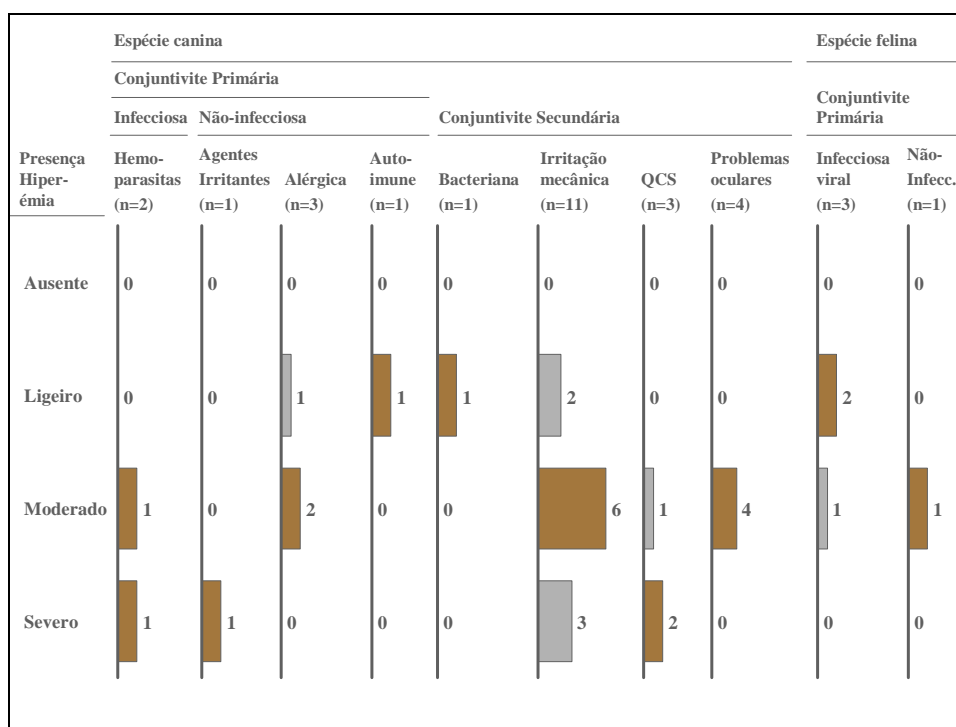 Espécie canina Espécie felina
Conjuntivite Primária
Infecciosa Não-infecciosa Conjuntivite Secundária Conjuntivite
Primária
Presença
Hiper-
émia
Hemo-
parasitas
(n=2)
Agentes
Irritantes
(n=1)
Alérgica
(n=3)
Auto-
imune
(n=1)
Bacteriana
(n=1)
Irritação
mecânica
(n=11)
QCS
(n=3)
Problemas
oculares
(n=4)
Infecciosa
viral
(n=3)
Não-
Infecc.
(n=1)
Ausente 0 0 0 0 0 0 0 0 0 0
Ligeiro 0 0 1 1 1 2 0 0 2 0
Moderado 1 0 2 0 0 6 1 4 1 1
Severo 1 1 0 0 0 3 2 0 0 0